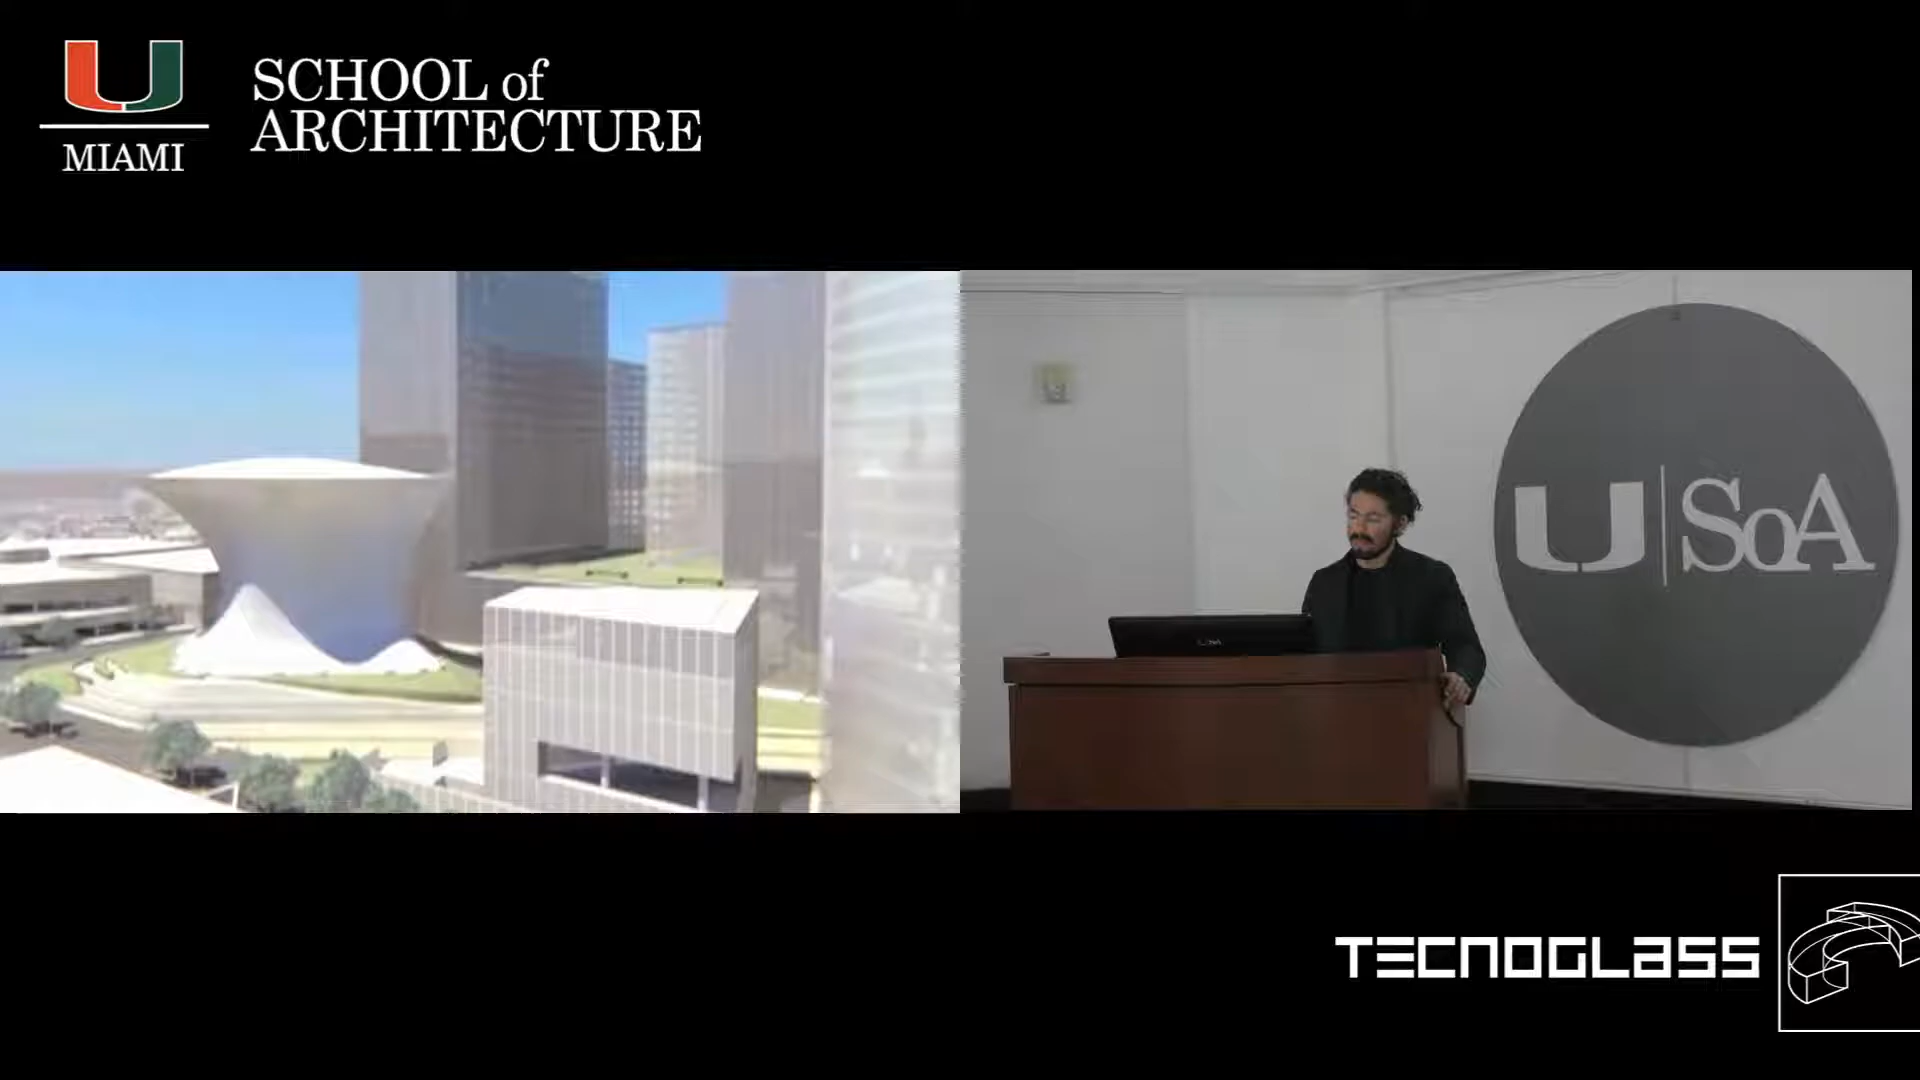 U
MIAMI
SCHOOL of
ARCHITECTURE
U SoA
TECNOGLASS